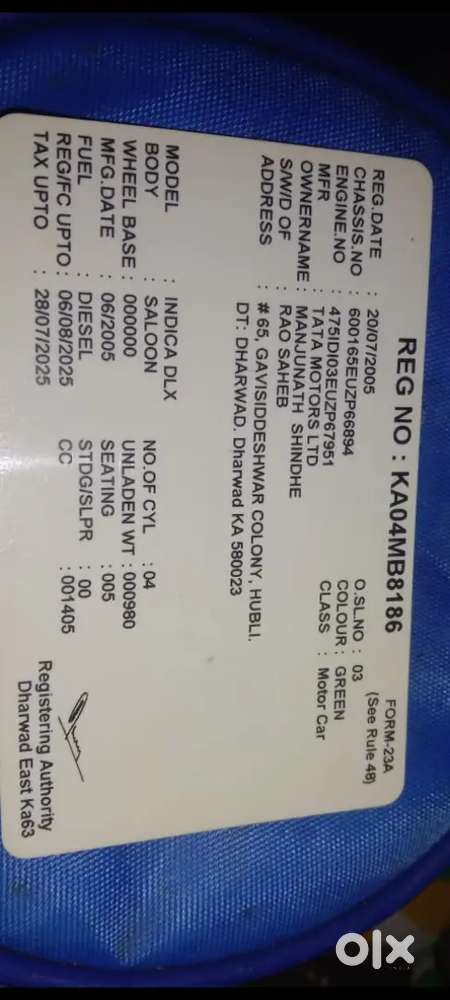 FORM-23A
(See Rule 48)
REG NO : KA04MB8186
REG.DATE : 20/07/2005 O.SL.NO : 03
CHASSIS.NO : 600165EUZP66894 COLOUR : GREEN
ENGINE.NO : 475IDI03EUZP67951 CLASS : Motor Car
MFR : TATA MOTORS LTD
OWNERNAME : MANJUNATH SHINDHE
S/W/D OF : RAO SAHEB
ADDRESS : # 65, GAVISIDDESHWAR COLONY, HUBLI.
DT: DHARWAD. Dharwad KA 580023
MODEL : INDICA DLX NO.OF CYL : 04
BODY : SALOON UNLADEN WT : 000980
WHEEL BASE : 000000 SEATING : 005
MFG.DATE : 06/2005 STDG/SLPR : 00
FUEL : DIESEL CC : 001405
REG/FC UPTO : 06/08/2025
TAX UPTO : 28/07/2025
Registering Authority
Dharwad East Ka63
olx